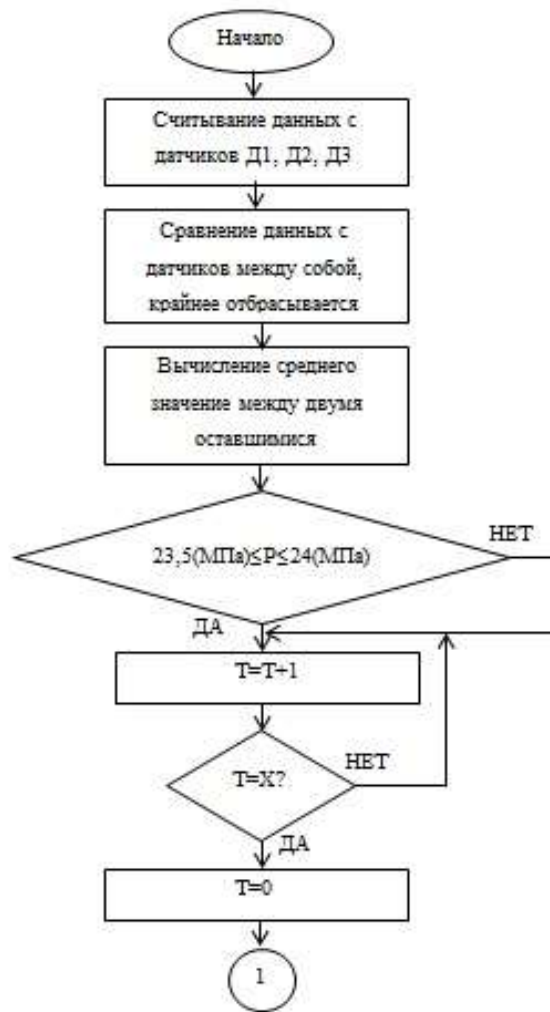 Начало
Считывание данных с
датчиков Д1, Д2, Д3
Сравнение данных с
датчиков между собой,
крайнее отбрасывается
Вычисление среднего
значение между двумя
оставшимися
23,5(МПа)≤P≤24(МПа)
НЕТ
ДА
T=T+1
T=X?
НЕТ
ДА
T=0
1